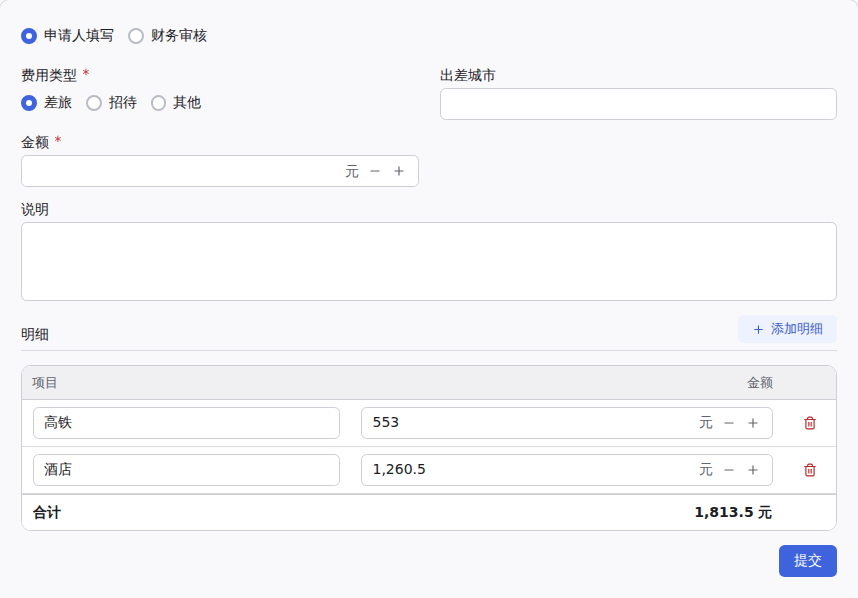 申请人填写 财务审核
费用类型 * 出差城市
差旅 招待 其他
金额 *
元
说明
明细 添加明细
项目 金额
高铁 553 元
酒店 1,260.5 元
合计 1,813.5 元
提交